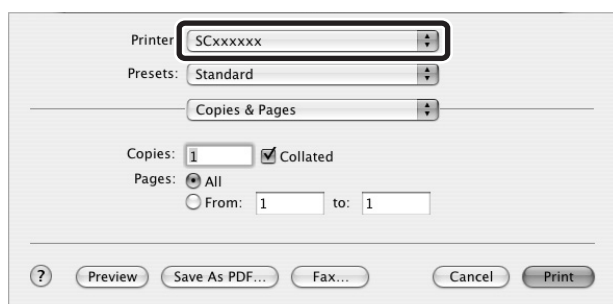 Printer SCxxxxxx
Presets: Standard
Copies & Pages
Copies: 1 Collated
Pages: All
From: 1 to: 1
? Preview Save As PDF... Fax... Cancel Print